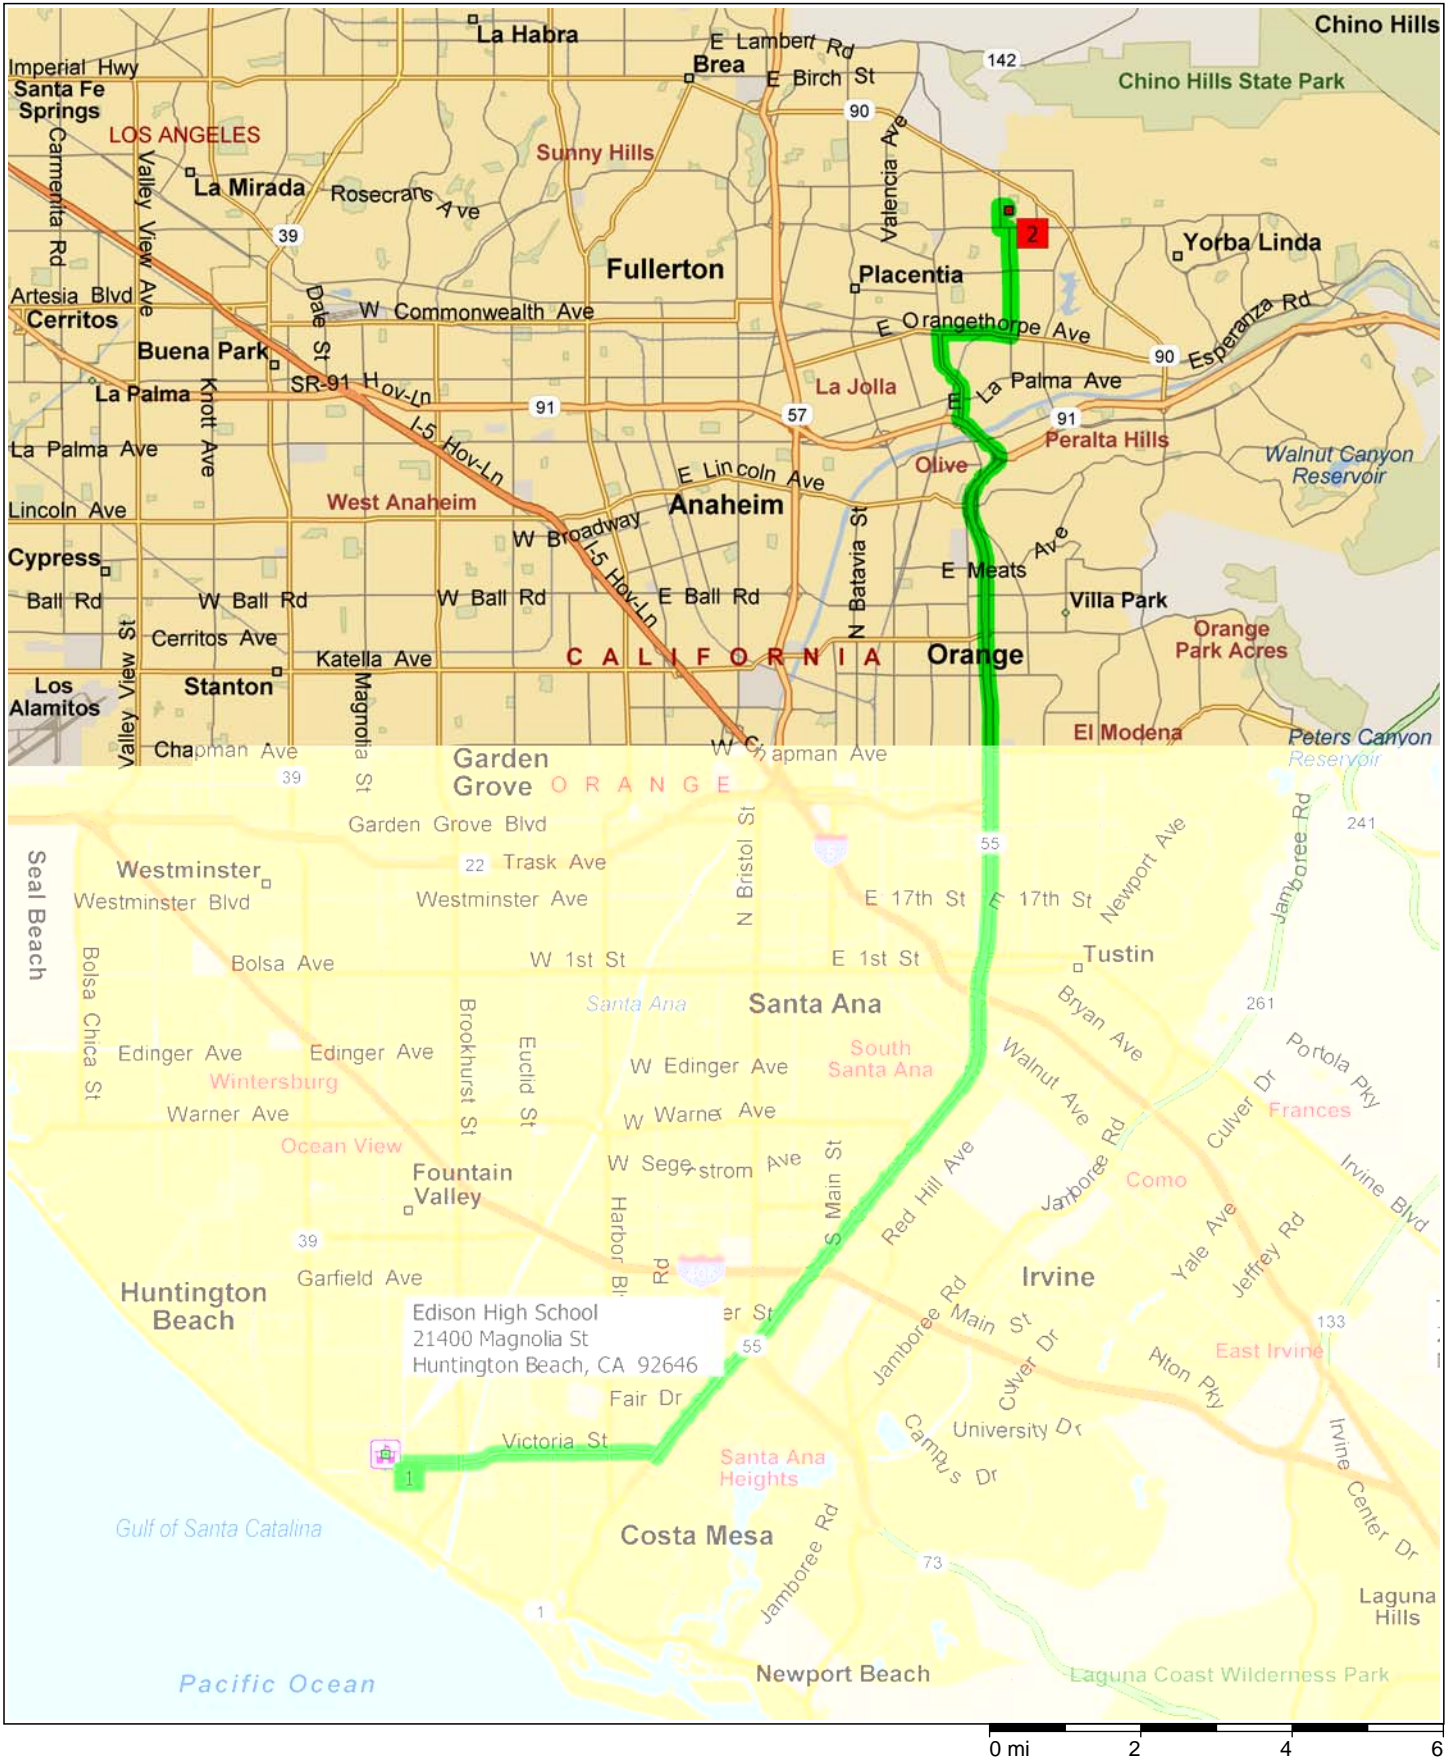 La Habra
E Lambert Rd
Chino Hills
Imperial Hwy
Brea
142
E Birch St
Chino Hills State Park
Santa Fe
Springs
90
Carmenita Rd
LOS ANGELES
Valencia Ave
Sunny Hills
Valley View Ave
La Mirada
Rosecrans Ave
39
2
Yorba Linda
Fullerton
Placentia
Artesia Blvd
Cerritos
Dale St
W Commonwealth Ave
E Orangethorpe Ave
Esperanza Rd
Buena Park
90
SR-91 Hov-Ln
La Palma
Knott Ave
La Jolla
E La Palma Ave
91
57
91
I-5 Hov-Ln
Peralta Hills
La Palma Ave
Olive
Walnut Canyon
Reservoir
E Lincoln Ave
West Anaheim
Anaheim
Lincoln Ave
W Broadway
N Batavia St
Cypress
I-5 Hov-Ln
E Meats Ave
Ball Rd
W Ball Rd
W Ball Rd
E Ball Rd
Villa Park
Valley View St
Cerritos Ave
Orange
Park Acres
Katella Ave
CALIFORNIA
Orange
Los
Alamitos
Stanton
Magnolia St
El Modena
Chapman Ave
W Chapman Ave
Peters Canyon
Reservoir
Garden
Grove
39
ORANGE
Garden Grove Blvd
N Bristol St
55
Jamboree Rd
241
Seal Beach
Westminster
22
Trask Ave
5
Newport Ave
Westminster Blvd
Westminster Ave
E 17th St
E 17th St
Bolsa Chica St
Bolsa Ave
W 1st St
E 1st St
Tustin
Santa Ana
Santa Ana
Bryan Ave
261
Brookhurst St
Euclid St
Edinger Ave
Edinger Ave
W Edinger Ave
South
Santa Ana
Walnut Ave
Portola Pky
Wintersburg
Warner Ave
W Warner Ave
Culver Dr
Frances
Ocean View
W Segerstrom Ave
S Main St
Red Hill Ave
Jamboree Rd
Como
Irvine Blvd
Fountain
Valley
Harbor Bl
Rd
Yale Ave
Jeffrey Rd
39
Garfield Ave
405
Irvine
Huntington
Beach
Edison High School
21400 Magnolia St
Huntington Beach, CA 92646
er St
55
Jamboree Rd
Main St
Culver Dr
133
East Irvine
Alton Pky
Fair Dr
Victoria St
1
Santa Ana
Heights
Campus Dr
University Dr
Irvine Center Dr
Gulf of Santa Catalina
Costa Mesa
Jamboree Rd
73
1
Laguna
Hills
Newport Beach
Laguna Coast Wilderness Park
Pacific Ocean
0 mi 2 4 6